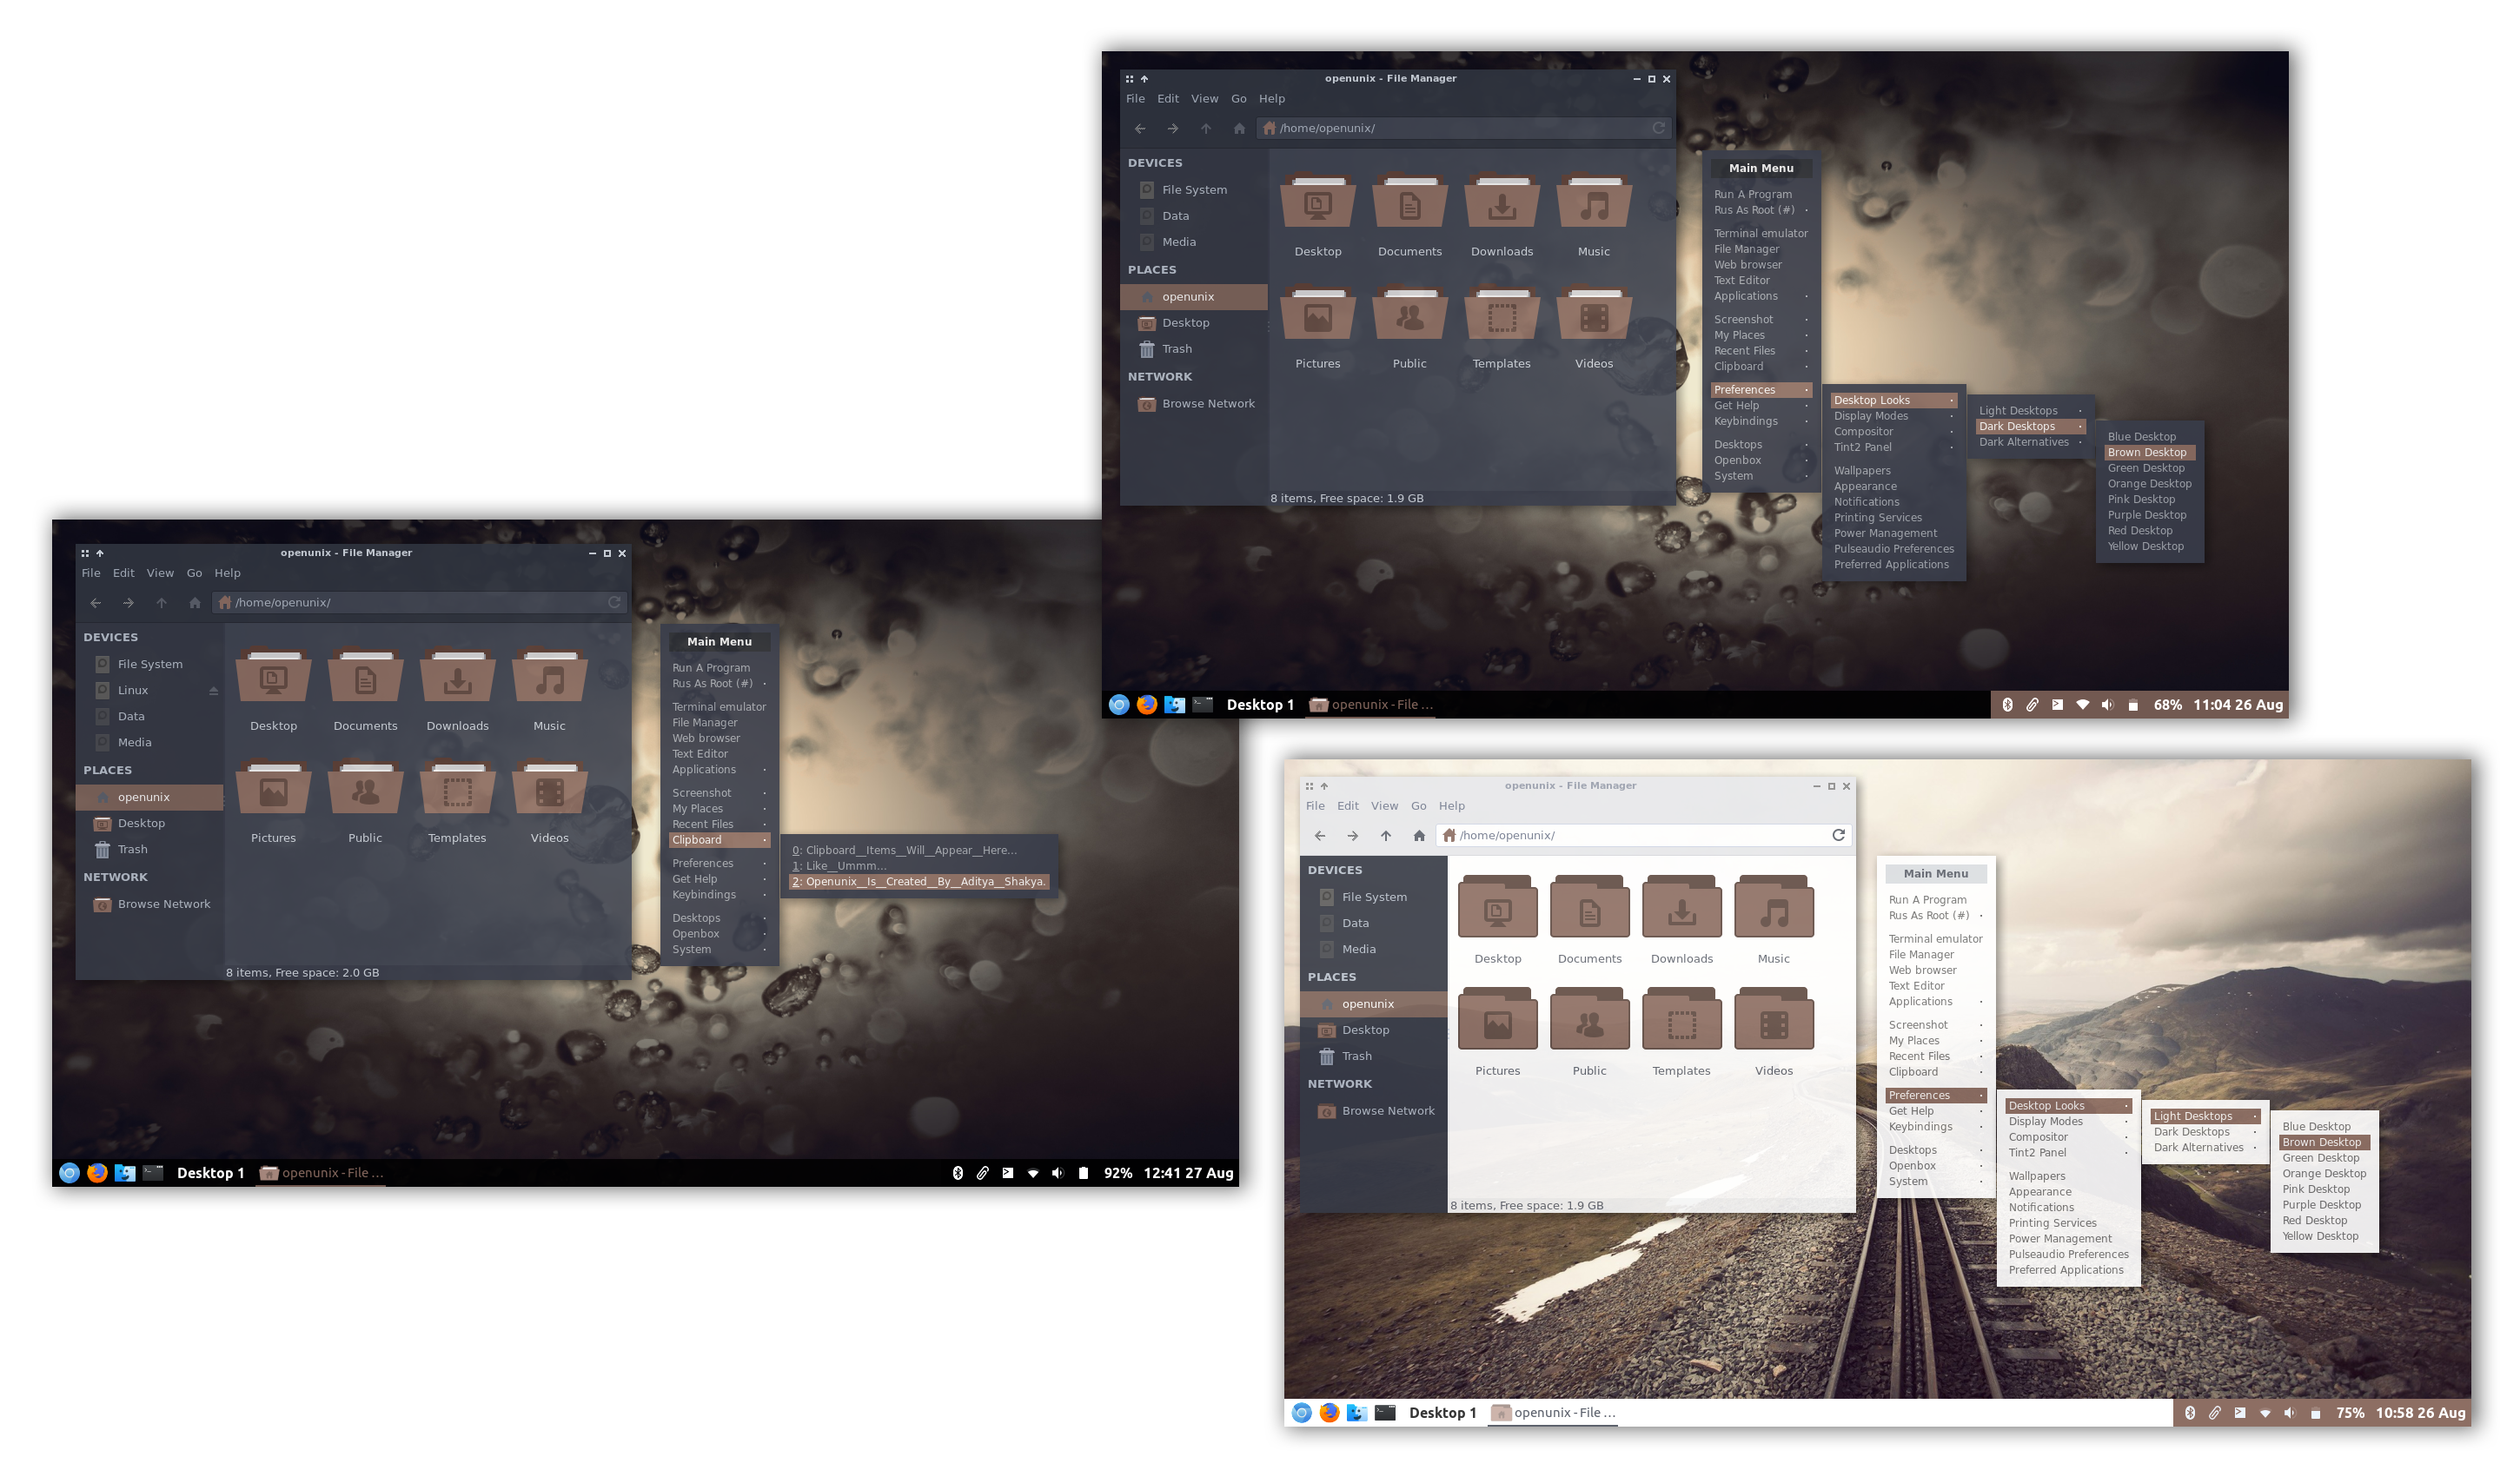 openunix - File Manager
File Edit View Go Help
/home/openunix/
DEVICES
File System
Data
Media
PLACES
openunix
Desktop
Trash
NETWORK
Browse Network
Desktop Documents Downloads Music
Pictures Public Templates Videos
8 items, Free space: 1.9 GB
Main Menu
Run A Program
Rus As Root (#)
Terminal emulator
File Manager
Web browser
Text Editor
Applications
Screenshot
My Places
Recent Files
Clipboard
Preferences
Get Help
Keybindings
Desktops
Openbox
System
Desktop Looks
Display Modes
Compositor
Tint2 Panel
Wallpapers
Appearance
Notifications
Printing Services
Power Management
Pulseaudio Preferences
Preferred Applications
Light Desktops
Dark Desktops
Dark Alternatives
Blue Desktop
Brown Desktop
Green Desktop
Orange Desktop
Pink Desktop
Purple Desktop
Red Desktop
Yellow Desktop
Desktop 1 openunix - File ... 68% 11:04 26 Aug
openunix - File Manager
File Edit View Go Help
/home/openunix/
DEVICES
File System
Linux
Data
Media
PLACES
openunix
Desktop
Trash
NETWORK
Browse Network
Desktop Documents Downloads Music
Pictures Public Templates Videos
8 items, Free space: 2.0 GB
Main Menu
Run A Program
Rus As Root (#)
Terminal emulator
File Manager
Web browser
Text Editor
Applications
Screenshot
My Places
Recent Files
Clipboard
Preferences
Get Help
Keybindings
Desktops
Openbox
System
0: Clipboard__Items__Will__Appear__Here...
1: Like__Ummm...
2: Openunix__Is__Created__By__Aditya__Shakya.
Desktop 1 openunix - File ... 92% 12:41 27 Aug
openunix - File Manager
File Edit View Go Help
/home/openunix/
DEVICES
File System
Data
Media
PLACES
openunix
Desktop
Trash
NETWORK
Browse Network
Desktop Documents Downloads Music
Pictures Public Templates Videos
8 items, Free space: 1.9 GB
Main Menu
Run A Program
Rus As Root (#)
Terminal emulator
File Manager
Web browser
Text Editor
Applications
Screenshot
My Places
Recent Files
Clipboard
Preferences
Get Help
Keybindings
Desktops
Openbox
System
Desktop Looks
Display Modes
Compositor
Tint2 Panel
Wallpapers
Appearance
Notifications
Printing Services
Power Management
Pulseaudio Preferences
Preferred Applications
Light Desktops
Dark Desktops
Dark Alternatives
Blue Desktop
Brown Desktop
Green Desktop
Orange Desktop
Pink Desktop
Purple Desktop
Red Desktop
Yellow Desktop
Desktop 1 openunix - File ... 75% 10:58 26 Aug